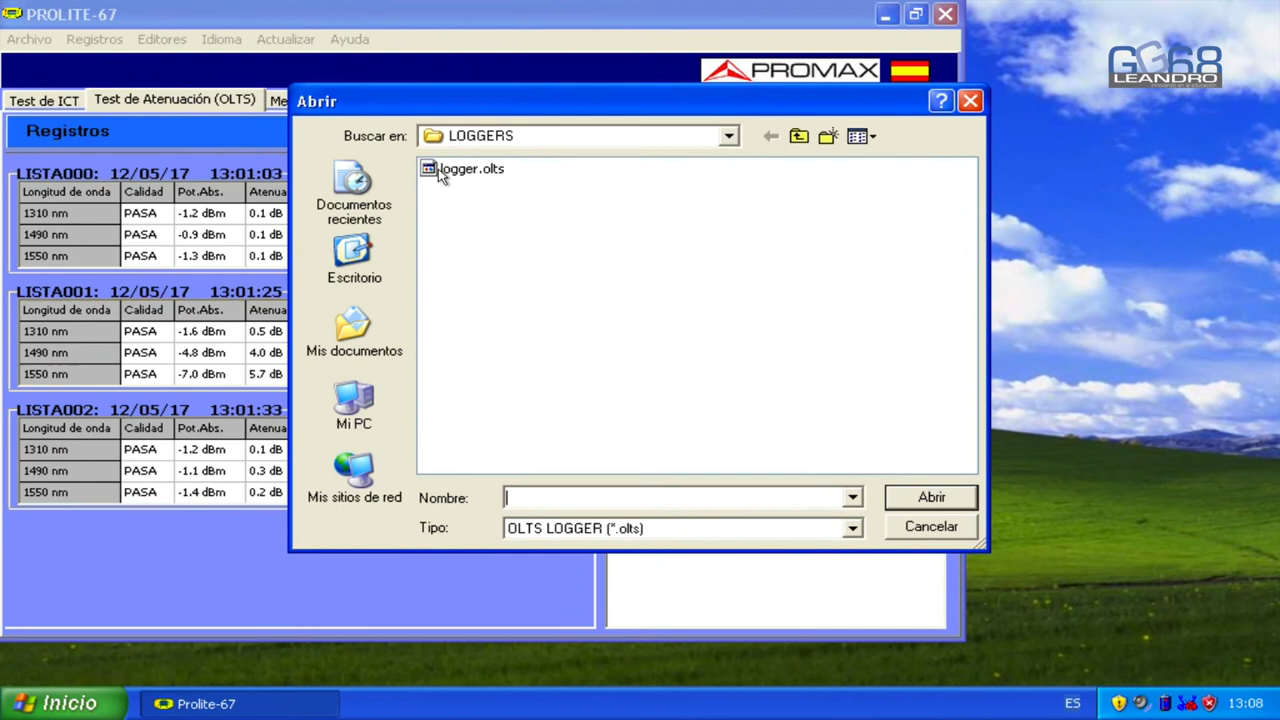 PROLITE-67
Archivo Registros Editores Idioma Actualizar Ayuda
PROMAX
Test de ICT Test de Atenuación (OLTS) Me
Registros
LISTA000: 12/05/17 13:01:03
Longitud de onda Calidad Pot.Abs. Atenua
1310 nm PASA -1.2 dBm 0.1 dB
1490 nm PASA -0.9 dBm 0.1 dB
1550 nm PASA -1.3 dBm 0.1 dB
LISTA001: 12/05/17 13:01:25
Longitud de onda Calidad Pot.Abs. Atenua
1310 nm PASA -1.6 dBm 0.5 dB
1490 nm PASA -4.8 dBm 4.0 dB
1550 nm PASA -7.0 dBm 5.7 dB
LISTA002: 12/05/17 13:01:33
Longitud de onda Calidad Pot.Abs. Atenua
1310 nm PASA -1.2 dBm 0.1 dB
1490 nm PASA -1.1 dBm 0.3 dB
1550 nm PASA -1.4 dBm 0.2 dB
Abrir
Buscar en: LOGGERS
logger.olts
Documentos
recientes
Escritorio
Mis documentos
Mi PC
Mis sitios de red
Nombre:
Abrir
Tipo: OLTS LOGGER (*.olts)
Cancelar
LEANDRO
Inicio
Prolite-67
ES
13:08